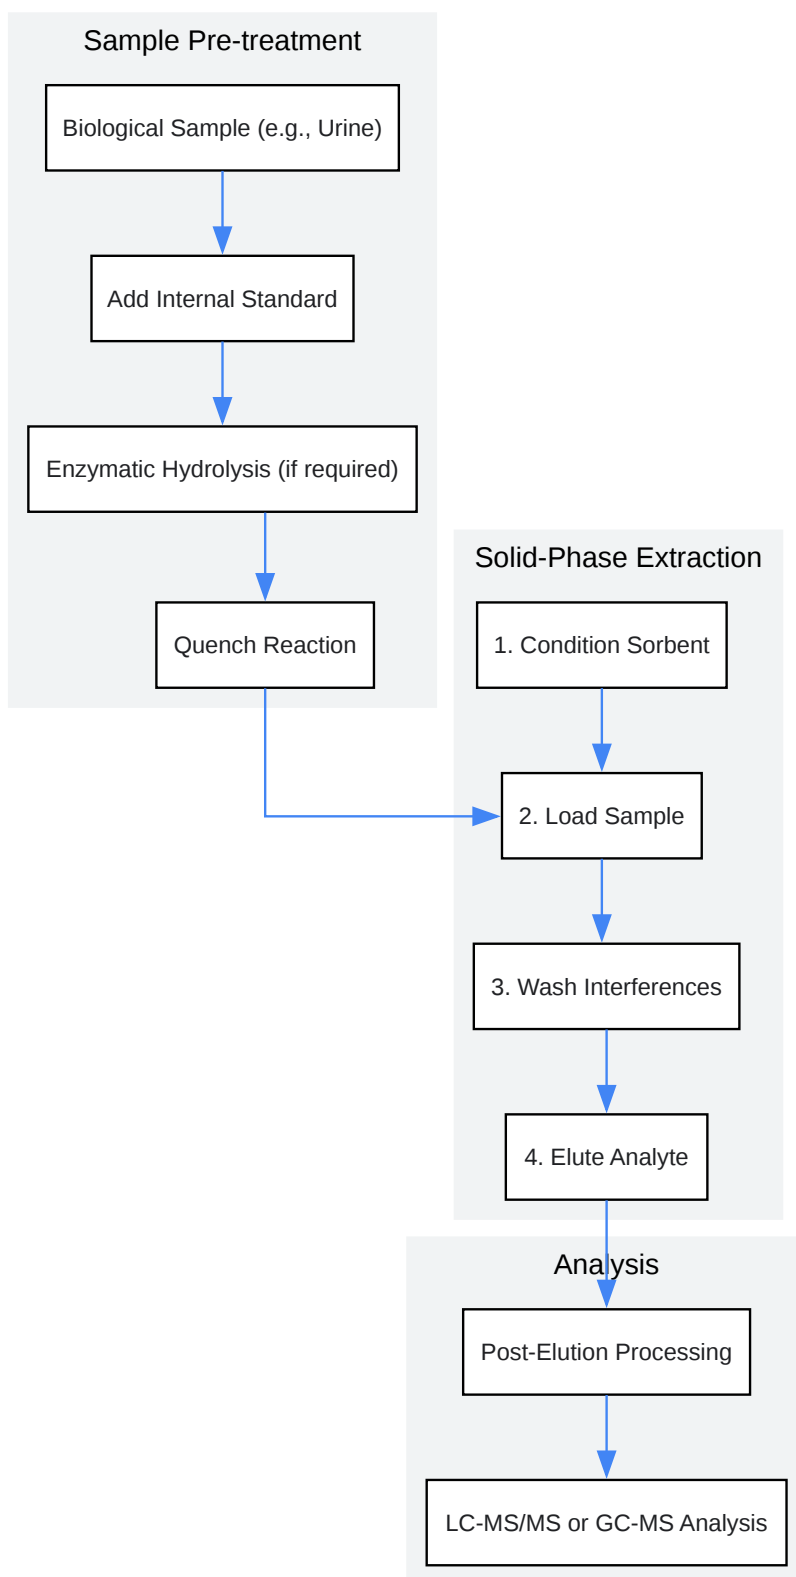 Sample Pre-treatment
Biological Sample (e.g., Urine)
Add Internal Standard
Enzymatic Hydrolysis (if required)
Quench Reaction
Solid-Phase Extraction
1. Condition Sorbent
2. Load Sample
3. Wash Interferences
4. Elute Analyte
Analysis
Post-Elution Processing
LC-MS/MS or GC-MS Analysis